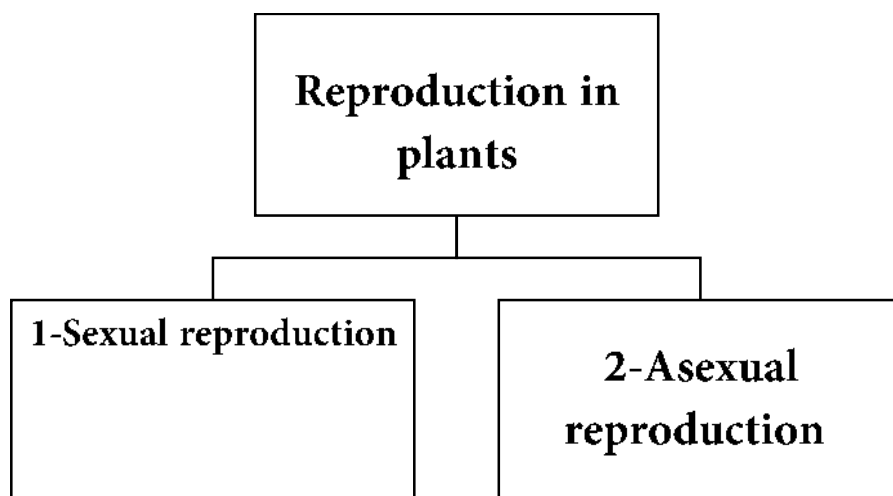 Reproduction in
plants
1-Sexual reproduction
2-Asexual
reproduction